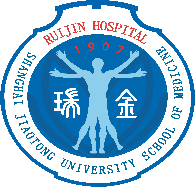 RUIJIN HOSPITAL
1907
瑞金
SHANGHAI JIAOTONG UNIVERSITY SCHOOL OF MEDICINE